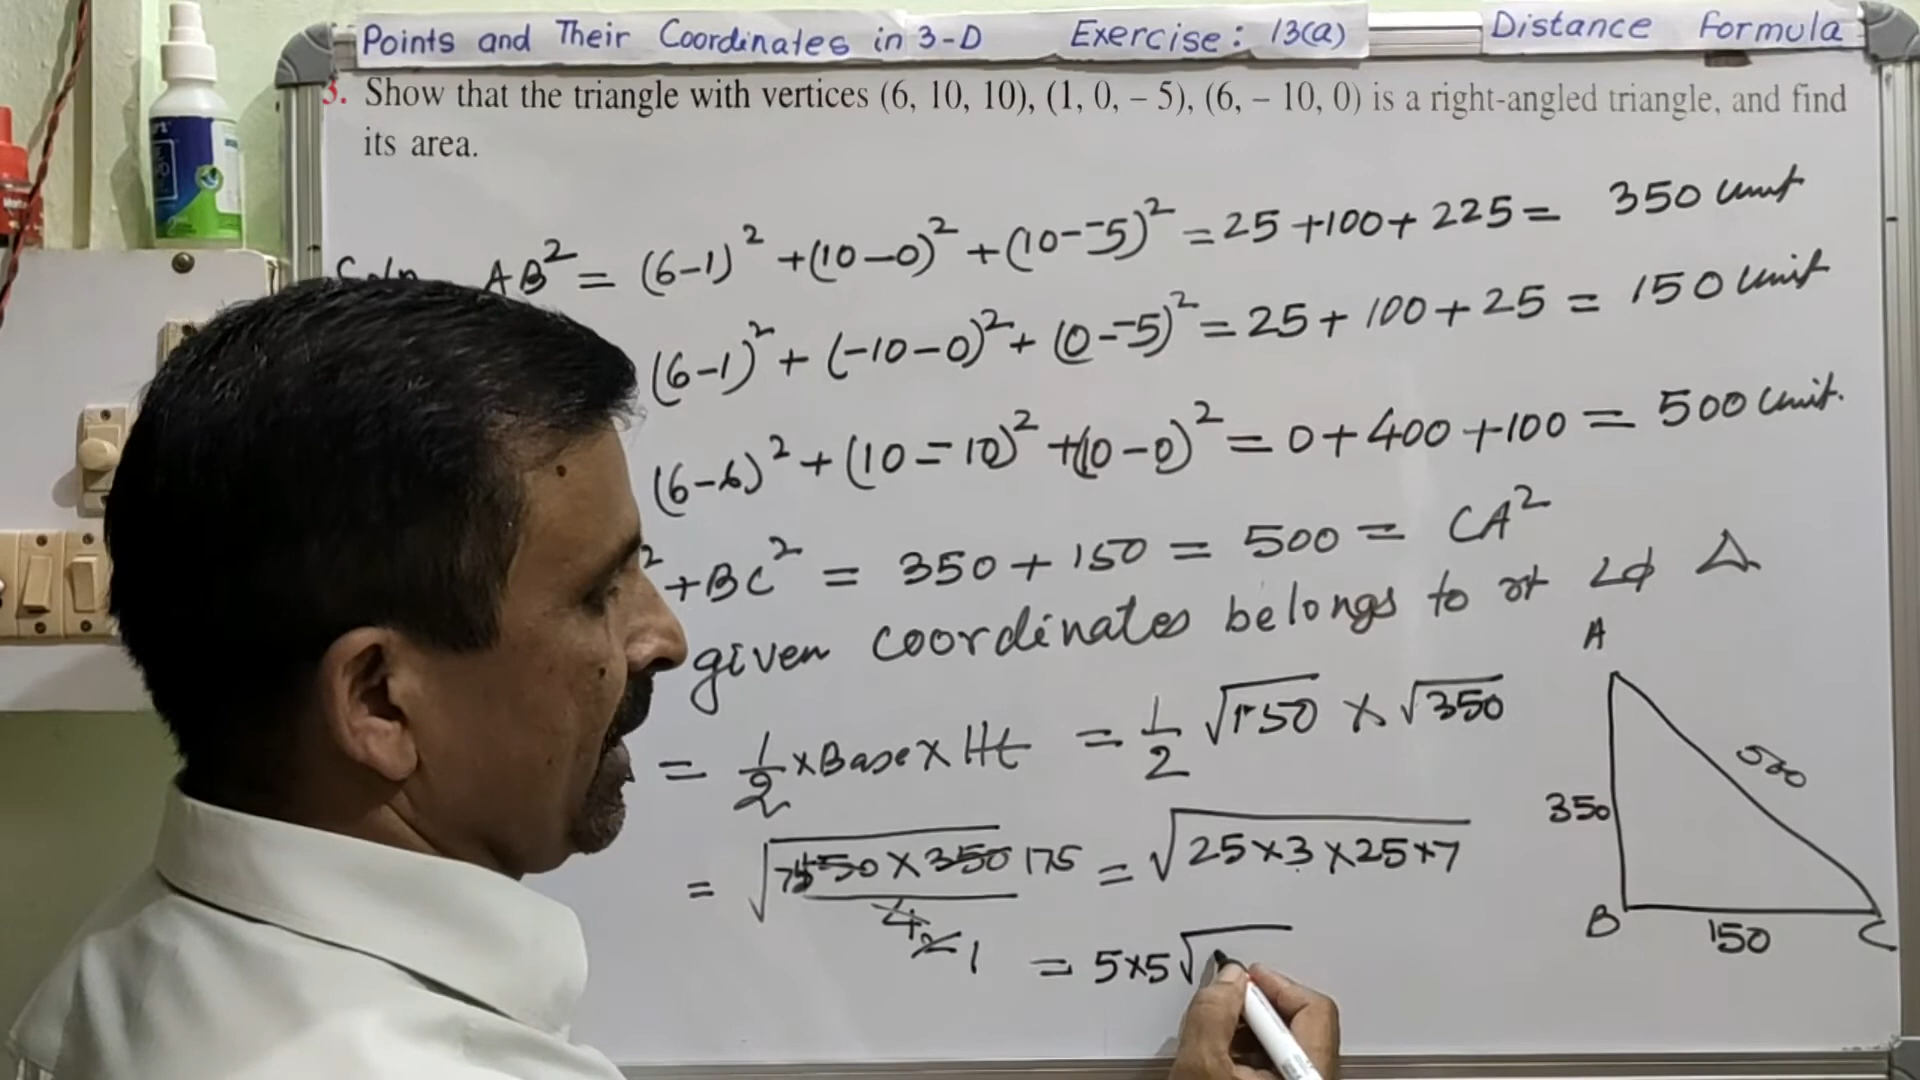 Points and Their Coordinates in 3-D Exercise: 13(a) Distance Formula
3. Show that the triangle with vertices (6, 10, 10), (1, 0, – 5), (6, – 10, 0) is a right-angled triangle, and find
its area.
AB² = (6-1)² + (10-0)² + (10--5)² = 25 + 100 + 225 = 350 unit
(6-1)² + (-10-0)² + (0--5)² = 25 + 100 + 25 = 150 unit
(6-6)² + (10--10)² + (10-0)² = 0 + 400 + 100 = 500 unit.
² + BC² = 350 + 150 = 500 = CA²
given coordinates belongs to rt ∠d Δ
= 1/2 × Base × Ht = 1/2 √150 × √350
= √(150 × 350 / 4) 75 175 2 1 = √(25×3×25×7)
= 5×5√
A
500
350
B
150
C